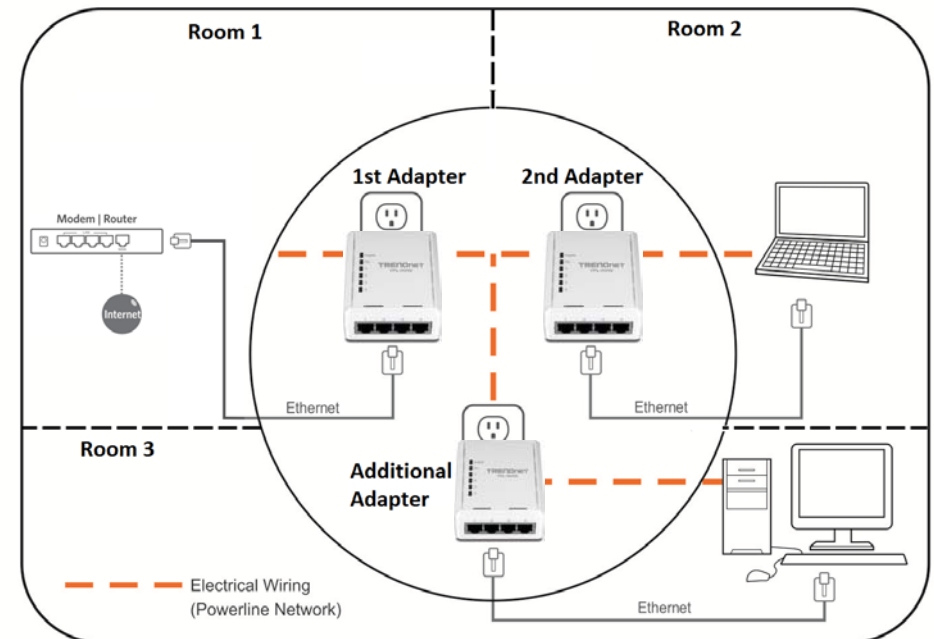 Room 1
Room 2
1st Adapter
2nd Adapter
Modem | Router
TRENDNET
TRENDNET
Internet
Ethernet
Ethernet
Room 3
Additional
Adapter
TRENDNET
Electrical Wiring
(Powerline Network)
Ethernet